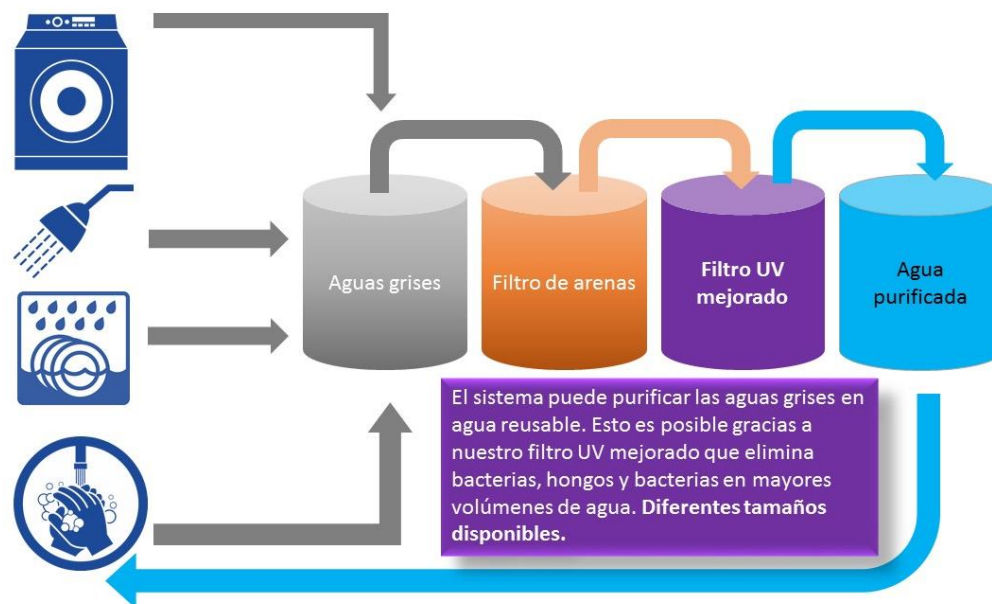 Aguas grises
Filtro de arenas
Filtro UV
mejorado
Agua
purificada
El sistema puede purificar las aguas grises en
agua reusable. Esto es posible gracias a
nuestro filtro UV mejorado que elimina
bacterias, hongos y bacterias en mayores
volúmenes de agua. Diferentes tamaños
disponibles.